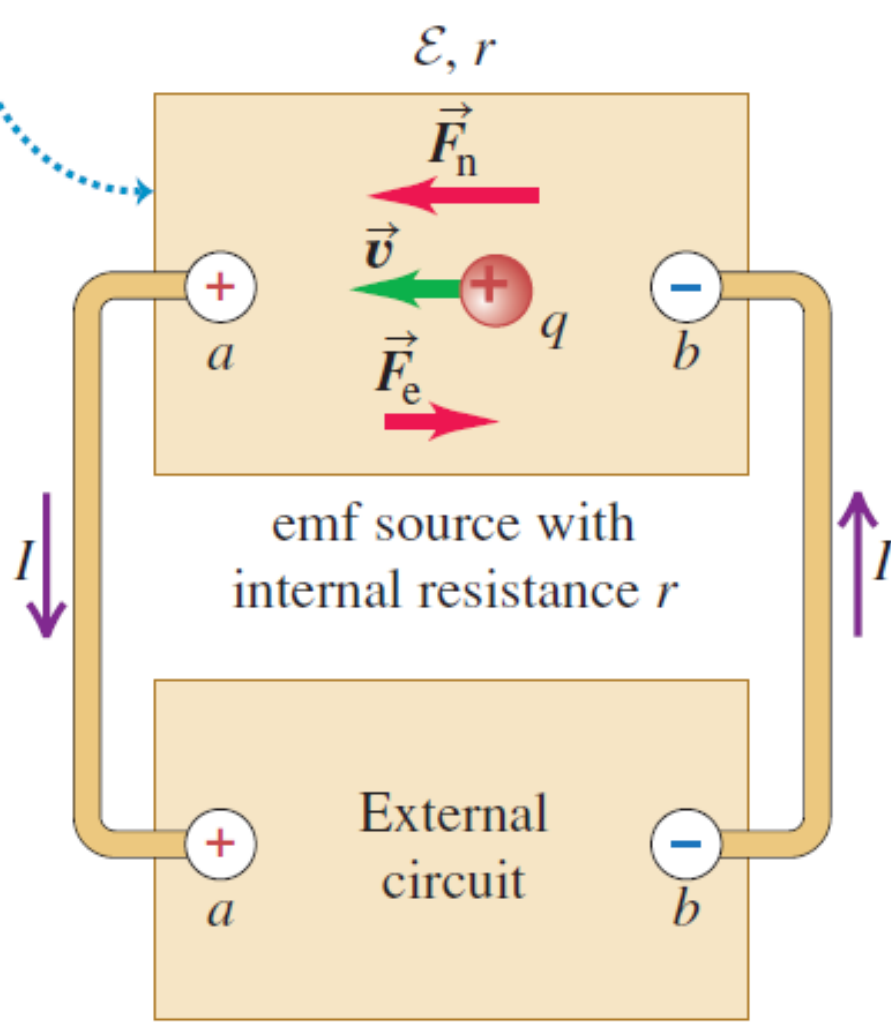 ℰ, r
F⃗ₙ
v⃗
+ + −
a q b
F⃗ₑ
emf source with
internal resistance r
I I
External
circuit
+ −
a b